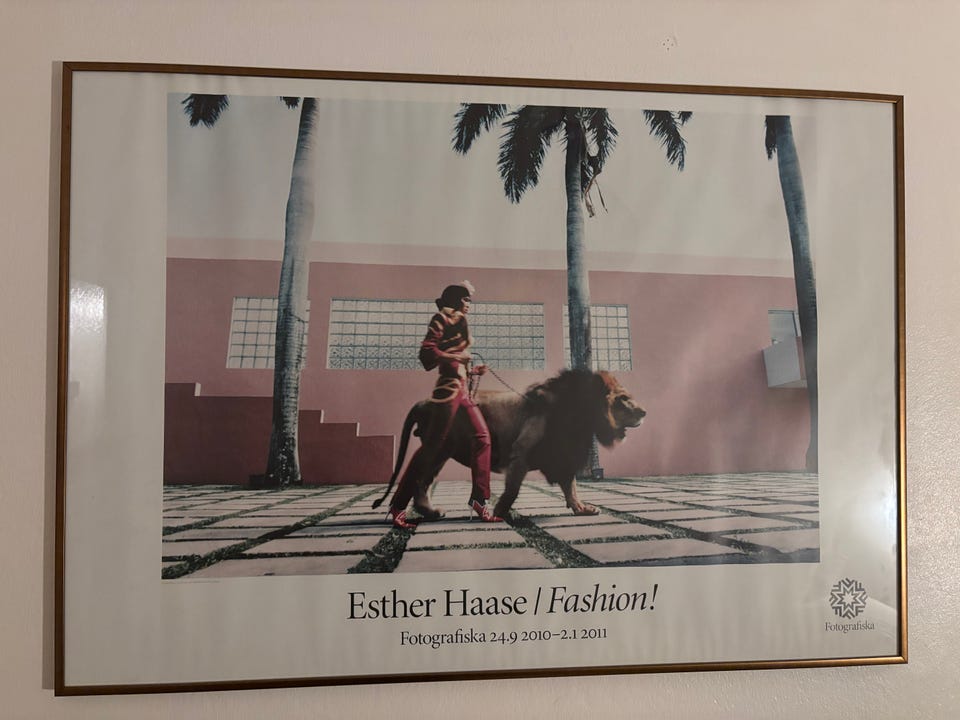 Esther Haase / Fashion!
Fotografiska 24.9 2010–2.1 2011
Fotografiska